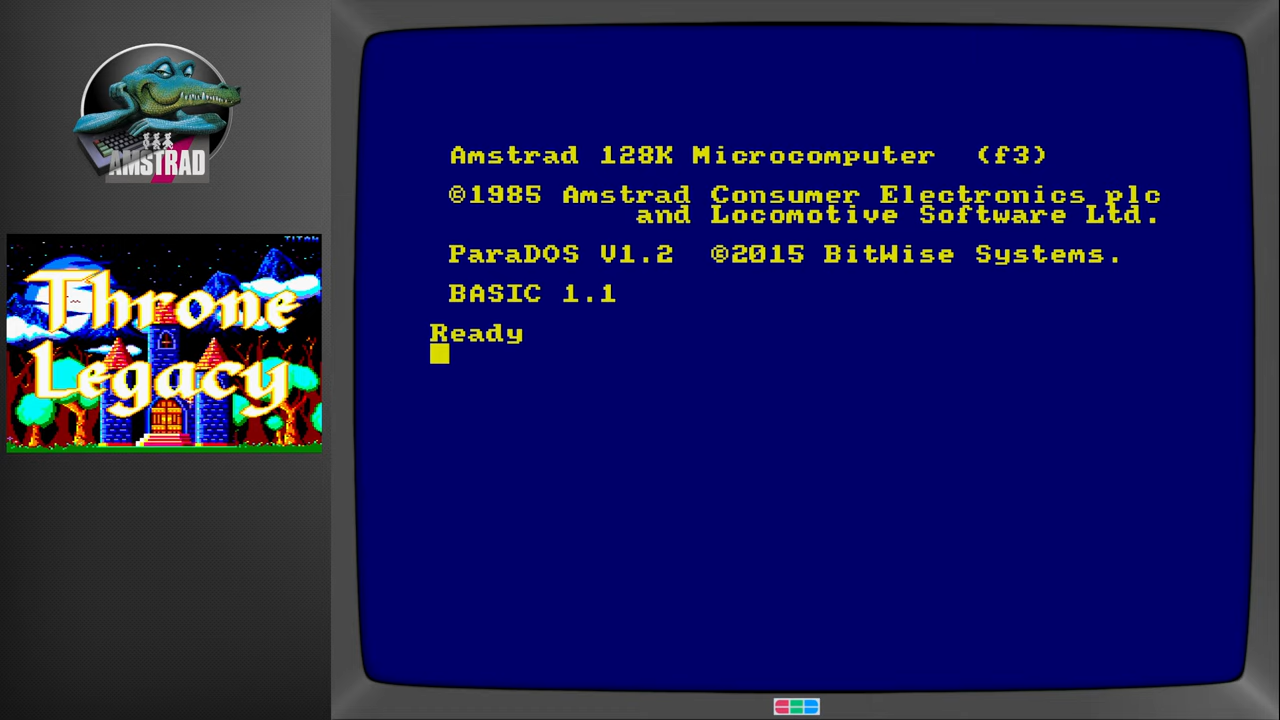 AMSTRAD
TITAN
Throne
Legacy
Amstrad 128K Microcomputer (f3)
©1985 Amstrad Consumer Electronics plc
and Locomotive Software Ltd.
ParaDOS V1.2 ©2015 BitWise Systems.
BASIC 1.1
Ready